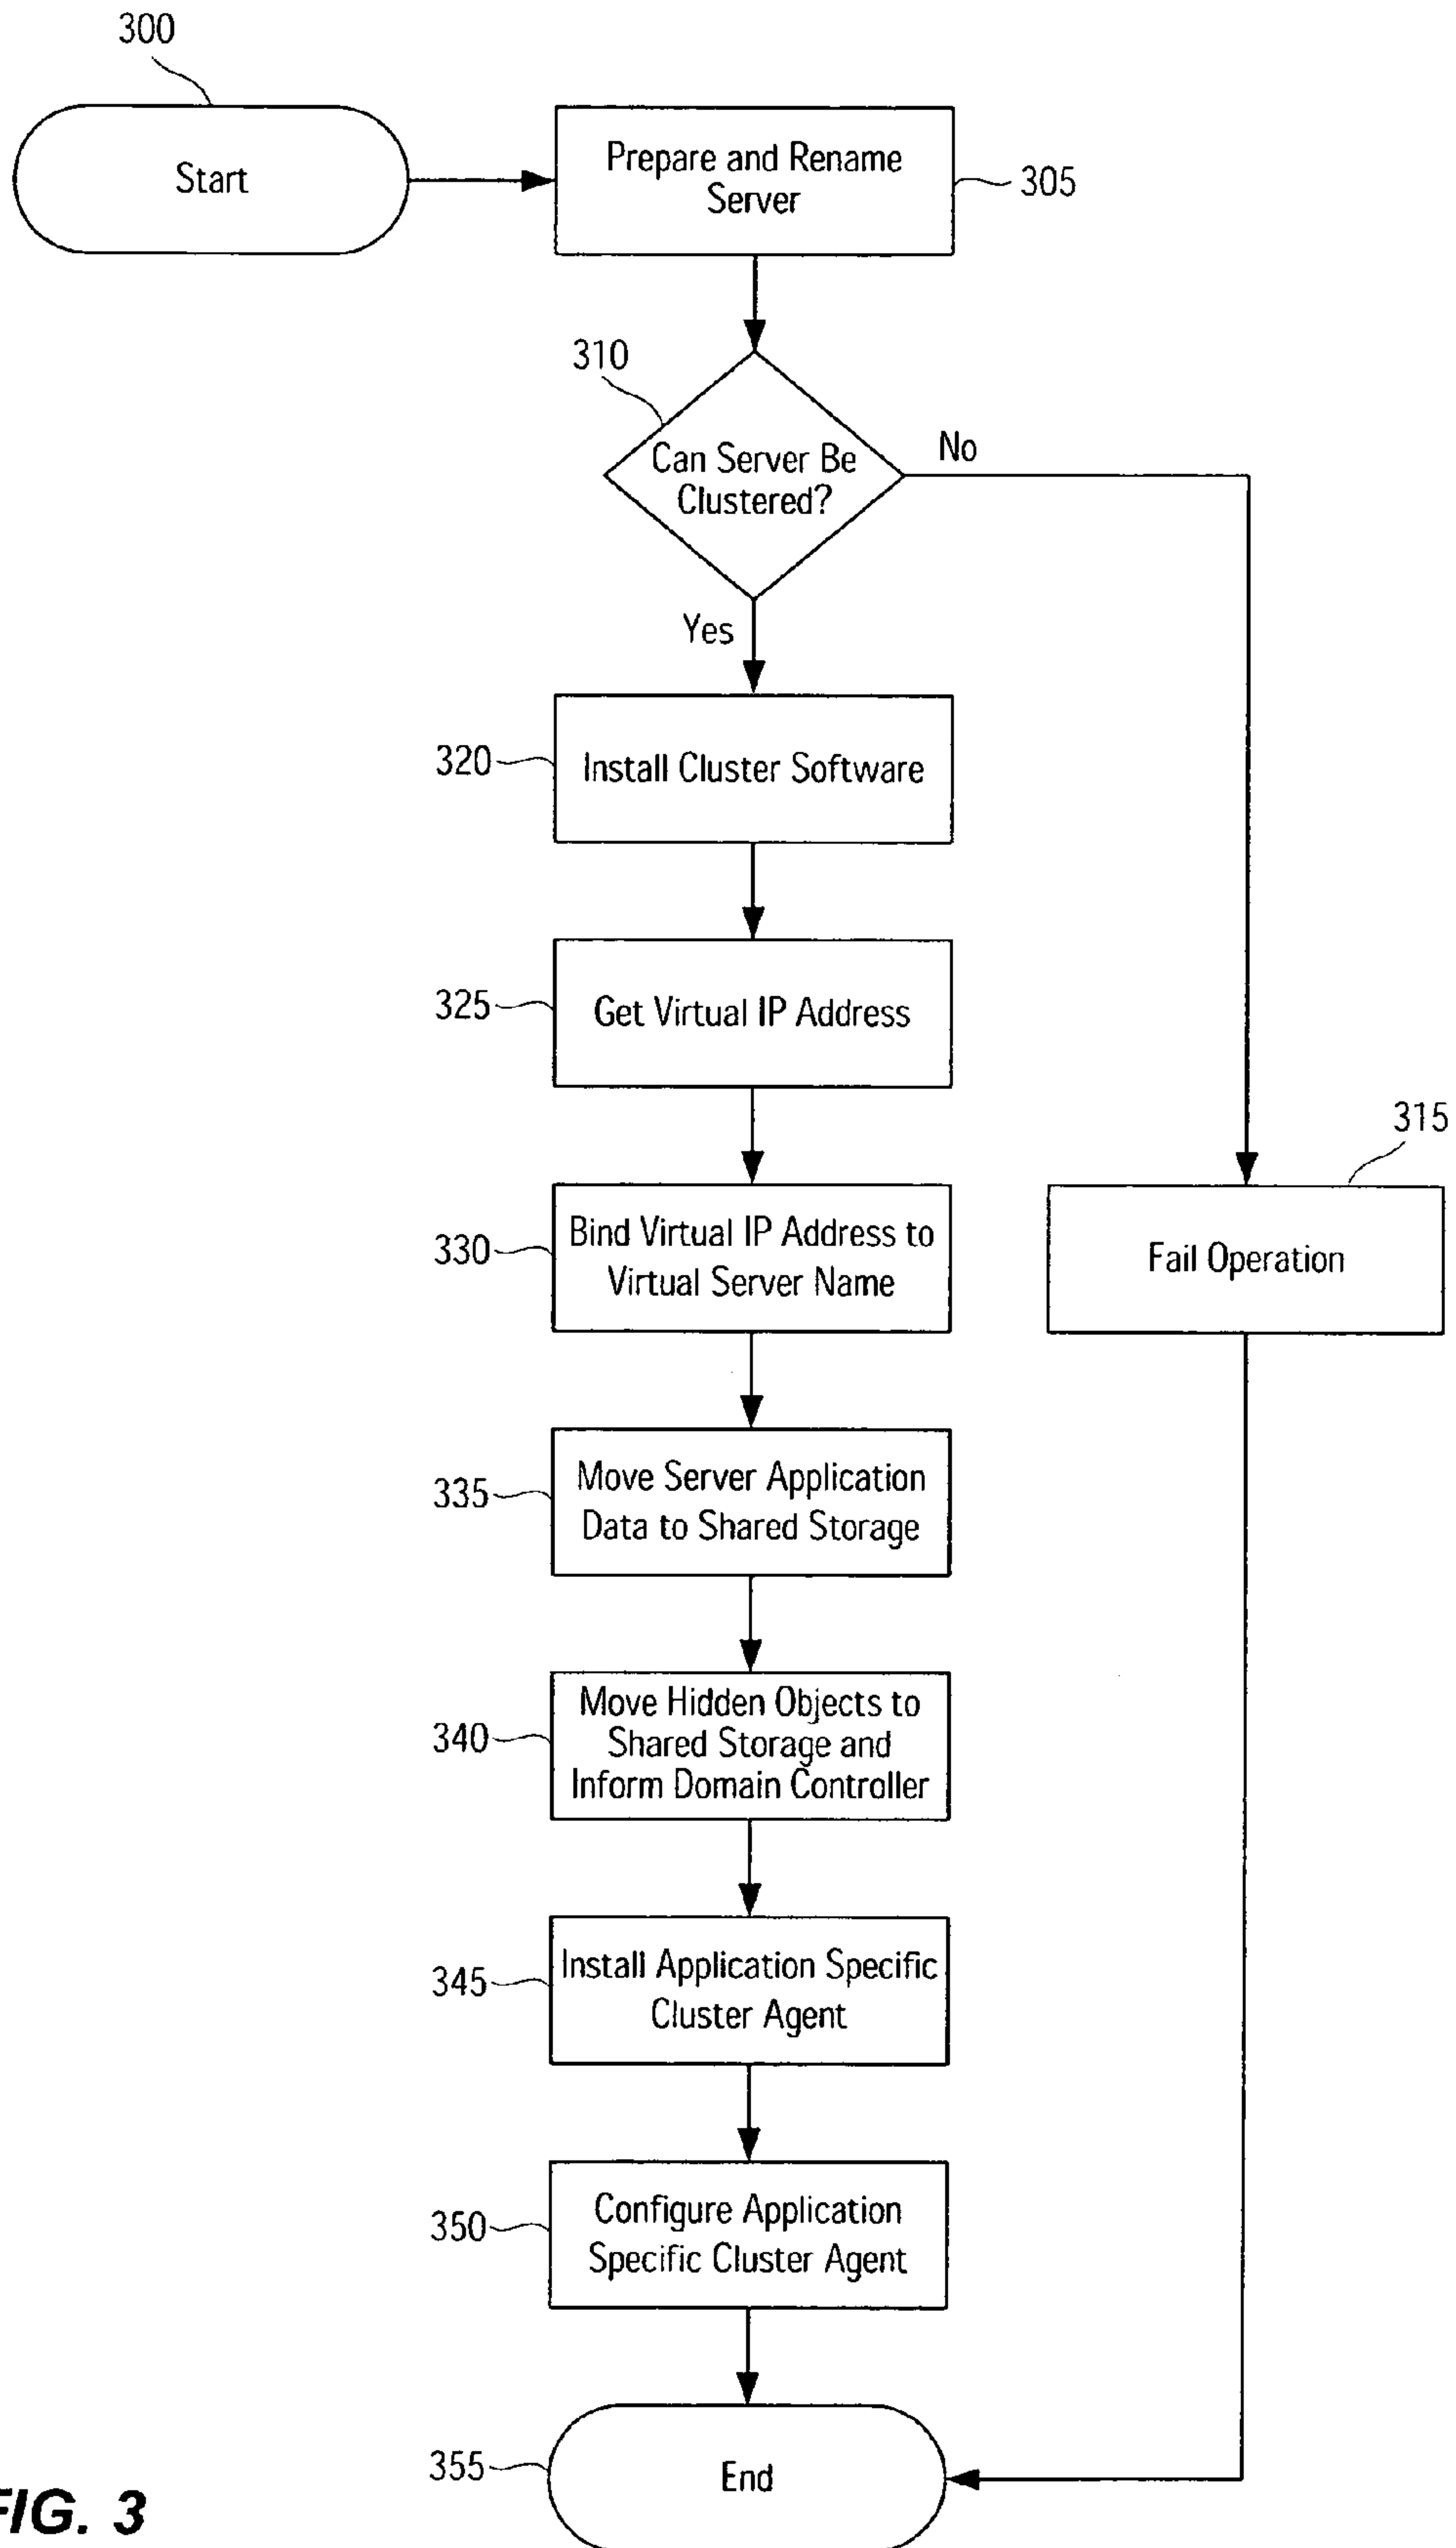 300
Start
Prepare and Rename
Server
305
310
Can Server Be
Clustered?
No
Yes
320
Install Cluster Software
325
Get Virtual IP Address
315
330
Bind Virtual IP Address to
Virtual Server Name
Fail Operation
335
Move Server Application
Data to Shared Storage
340
Move Hidden Objects to
Shared Storage and
Inform Domain Controller
345
Install Application Specific
Cluster Agent
350
Configure Application
Specific Cluster Agent
355
End
FIG. 3